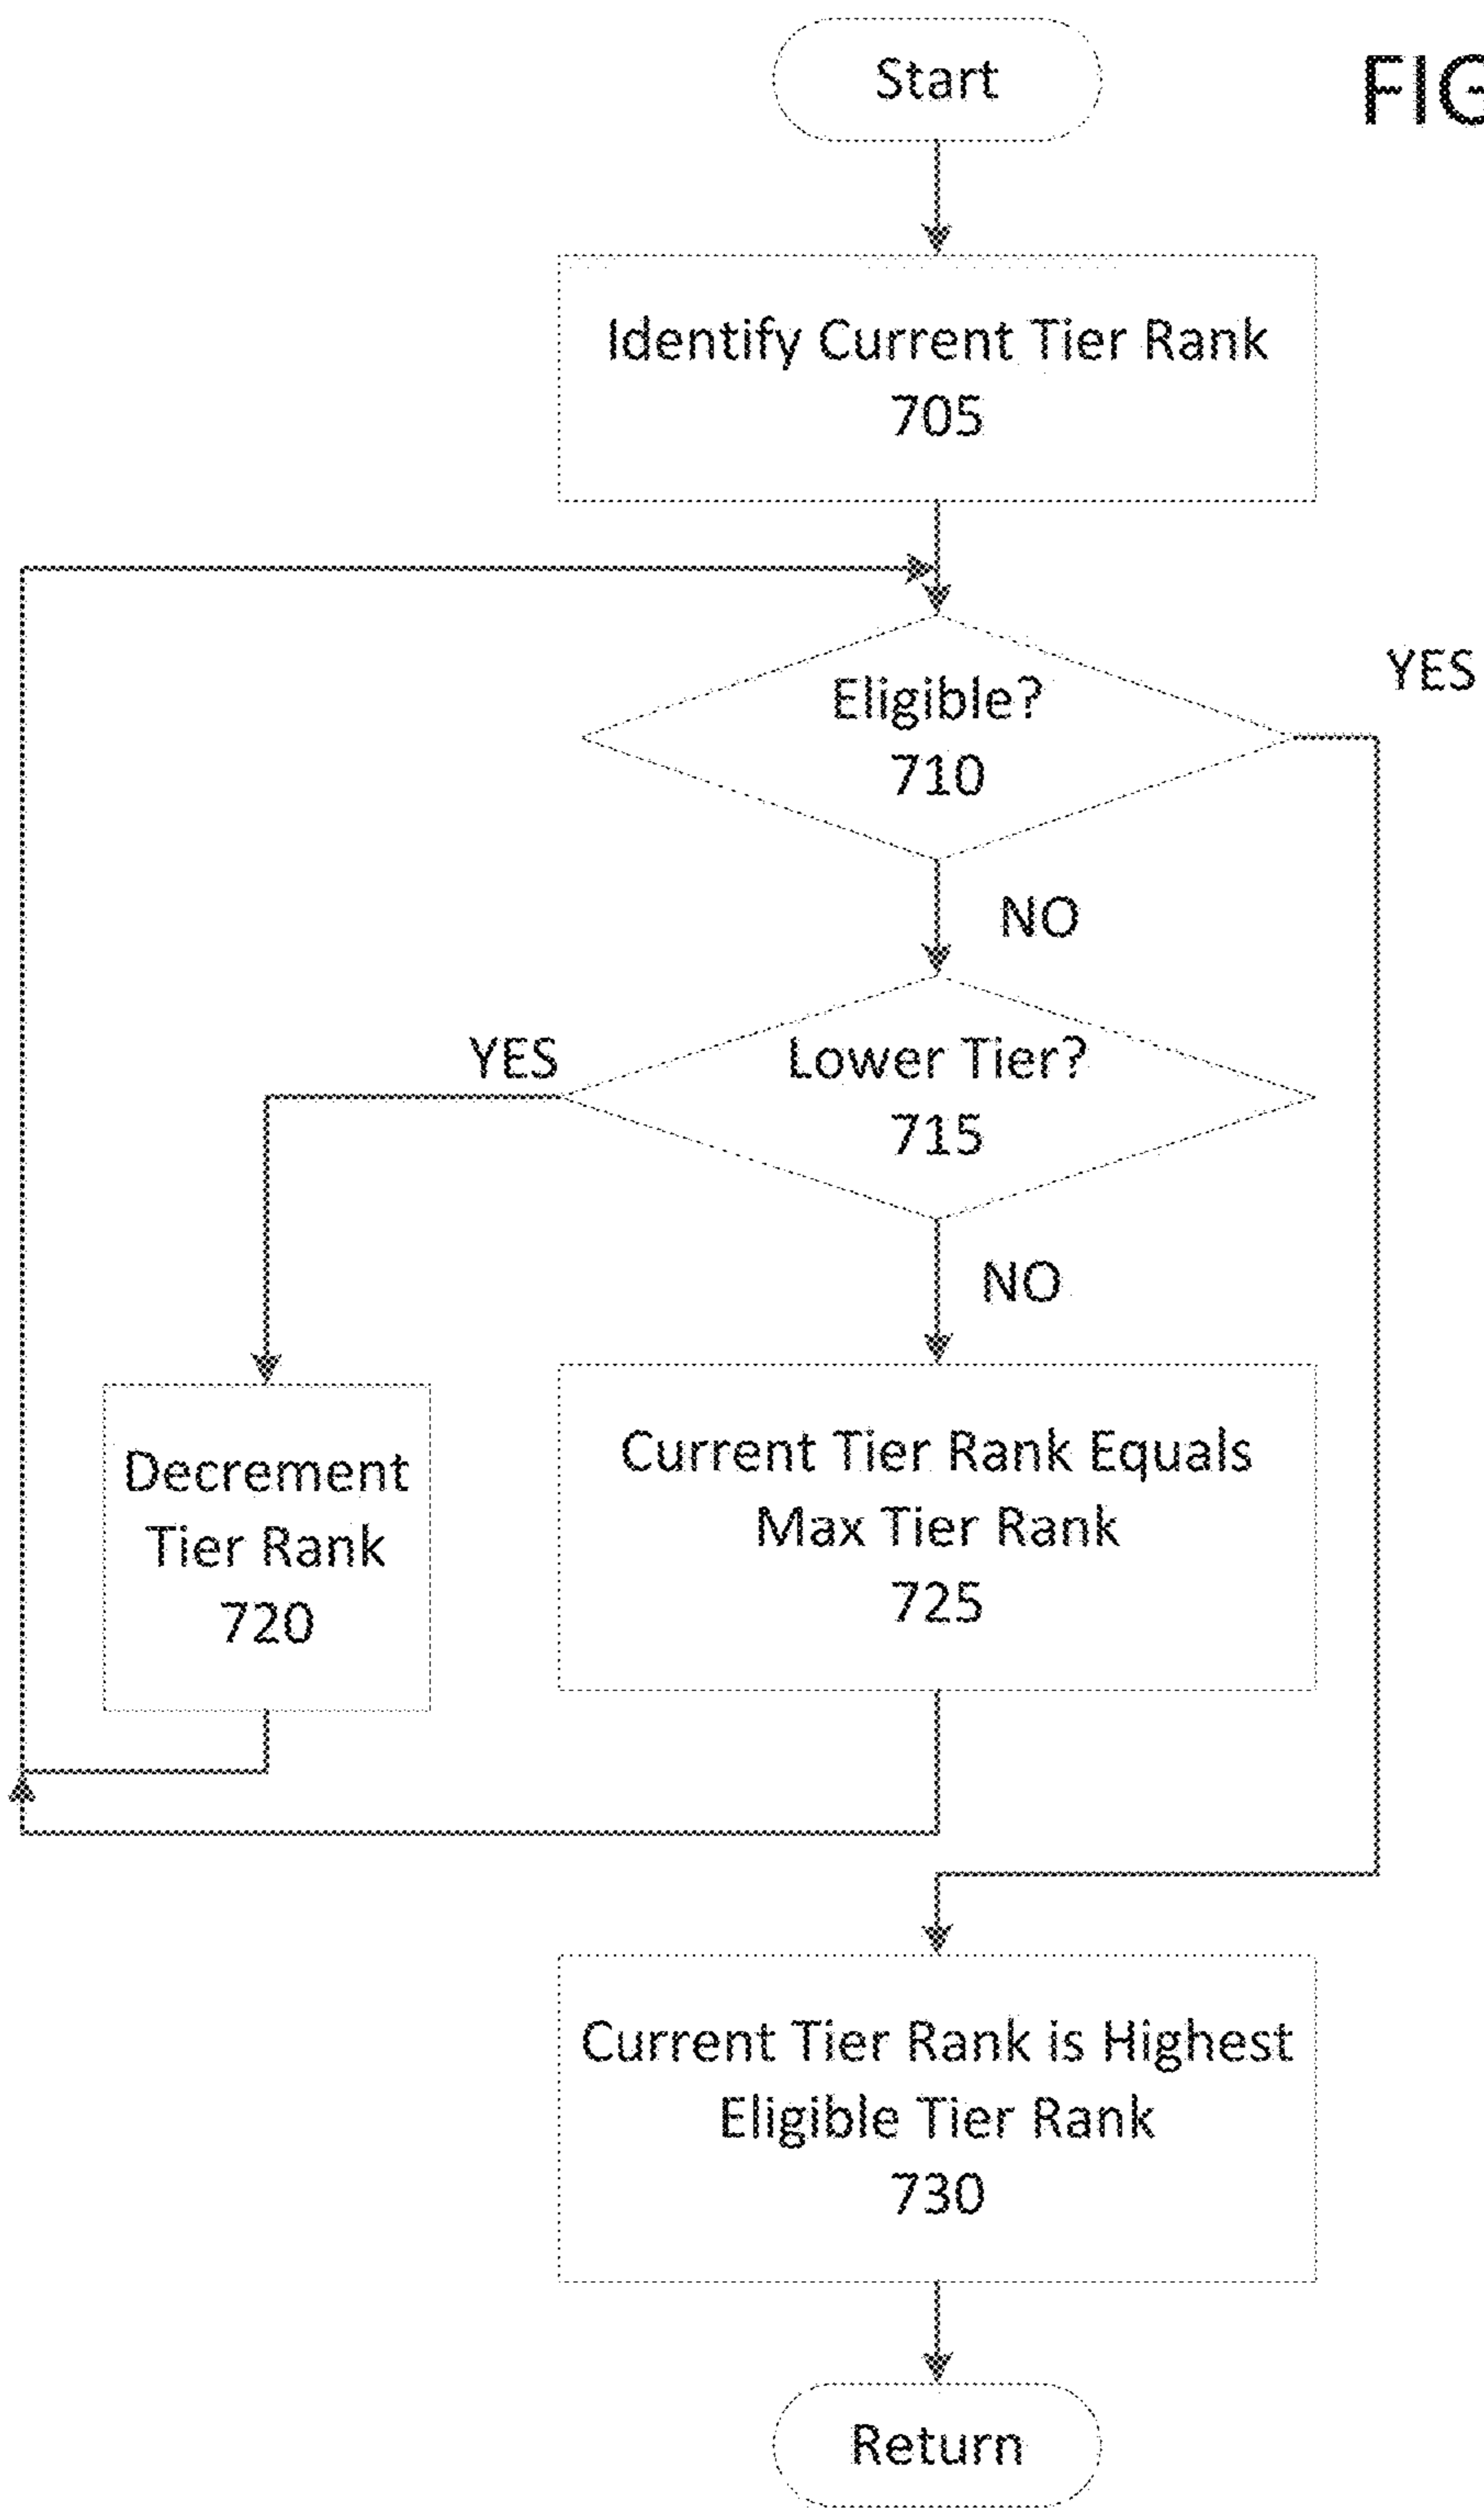 Start
FIG
Identify Current Tier Rank
705
Eligible?
710
YES
NO
YES
Lower Tier?
715
NO
Decrement
Tier Rank
720
Current Tier Rank Equals
Max Tier Rank
725
Current Tier Rank is Highest
Eligible Tier Rank
730
Return